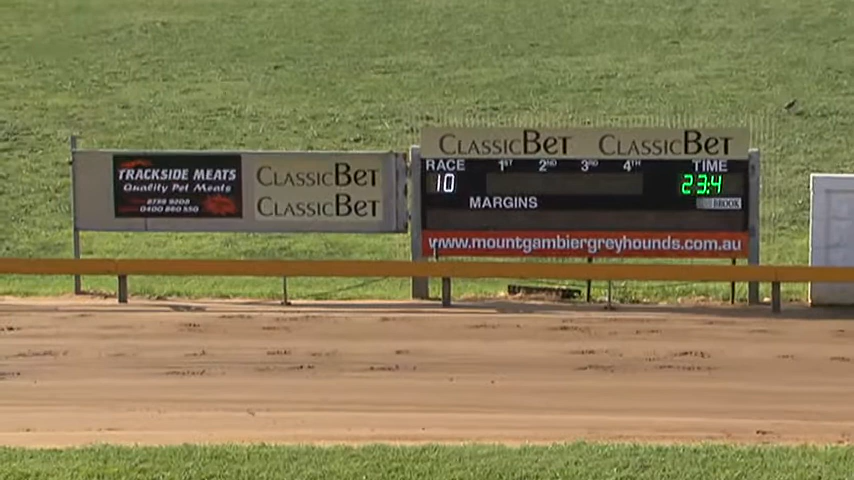 TRACKSIDE MEATS
Quality Pet Meats
8739 9208
0400 860 550
CLASSICBET
CLASSICBET
CLASSICBET CLASSICBET
RACE 1ST 2ND 3RD 4TH TIME
10 23:4
MARGINS BROOK
www.mountgambiergreyhounds.com.au